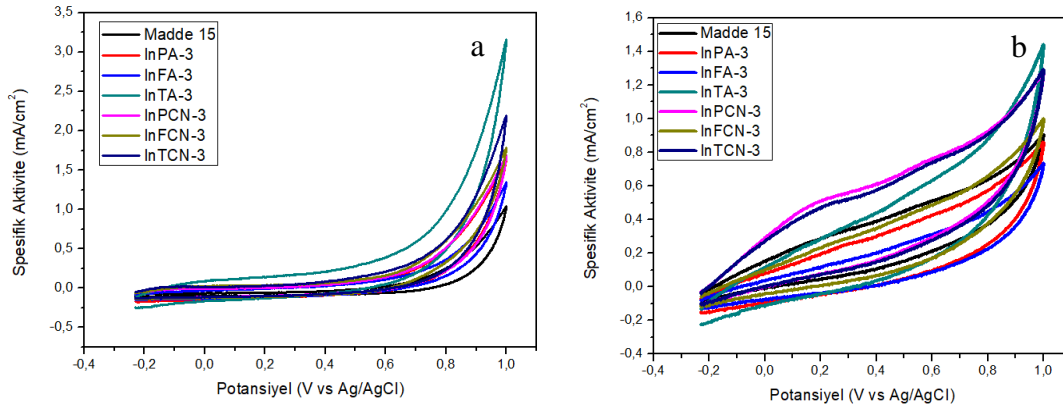 a
Madde 15
InPA-3
InFA-3
InTA-3
InPCN-3
InFCN-3
InTCN-3
3,5
3,0
2,5
2,0
1,5
1,0
0,5
0,0
-0,5
Spesifik Aktivite (mA/cm²)
-0,4 -0,2 0,0 0,2 0,4 0,6 0,8 1,0
Potansiyel (V vs Ag/AgCl)
b
Madde 15
InPA-3
InFA-3
InTA-3
InPCN-3
InFCN-3
InTCN-3
1,6
1,4
1,2
1,0
0,8
0,6
0,4
0,2
0,0
-0,2
-0,4
Spesifik Aktivite (mA/cm²)
-0,4 -0,2 0,0 0,2 0,4 0,6 0,8 1,0
Potansiyel (V vs Ag/AgCl)